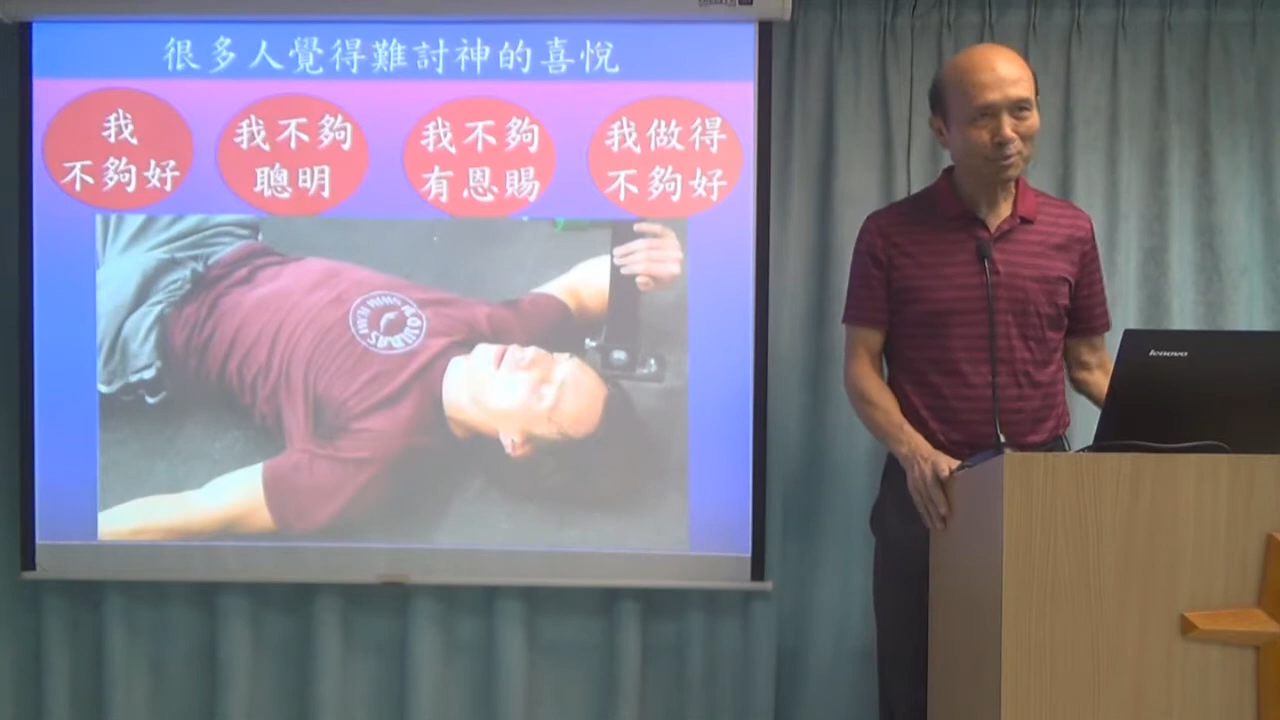 很多人覺得難討神的喜悅
我
不夠好
我不夠
聰明
我不夠
有恩賜
我做得
不夠好
lenovo